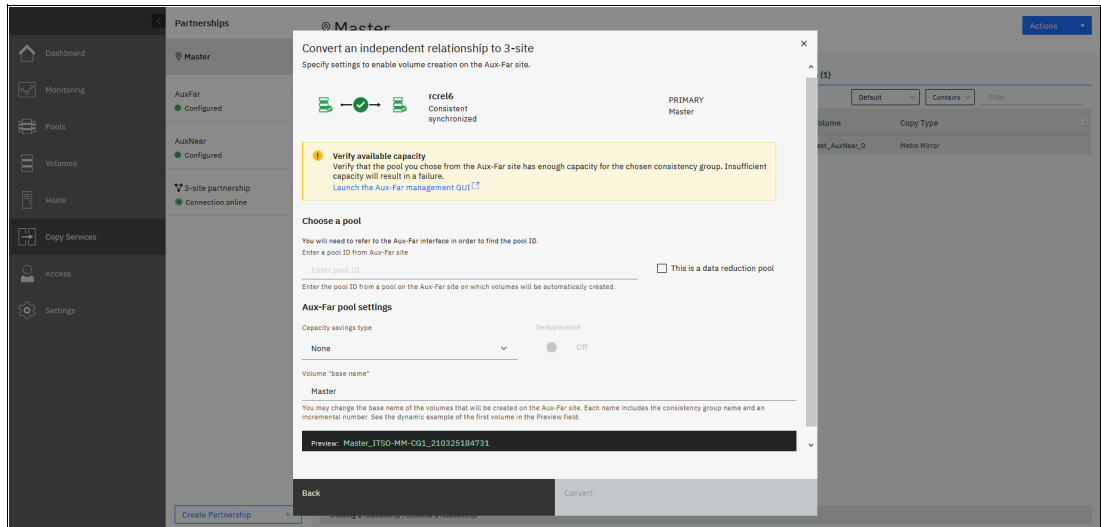 Partnerships
Master
Actions
Dashboard
Master
Monitoring
AuxFar
Configured
Pools
AuxNear
Configured
Volumes
3-site partnership
Connection online
Hosts
Copy Services
Access
Settings
Create Partnership +
(1)
Default
Contains
Filter
Volume
Copy Type
est_AuxNear_0
Metro Mirror
Convert an independent relationship to 3-site
Specify settings to enable volume creation on the Aux-Far site.
rcrel6
Consistent
synchronized
PRIMARY
Master
Verify available capacity
Verify that the pool you chose from the Aux-Far site has enough capacity for the chosen consistency group. Insufficient
capacity will result in a failure.
Launch the Aux-Far management GUI
Choose a pool
You will need to refer to the Aux-Far interface in order to find the pool ID.
Enter a pool ID from Aux-Far site
Enter pool ID
This is a data reduction pool
Enter the pool ID from a pool on the Aux-Far site on which volumes will be automatically created.
Aux-Far pool settings
Capacity savings type
Deduplication
None
Off
Volume "base name"
Master
You may change the base name of the volumes that will be created on the Aux-Far site. Each name includes the consistency group name and an
incremental number. See the dynamic example of the first volume in the Preview field.
Preview: Master_ITSO-MM-CG1_210325184731
Back
Convert